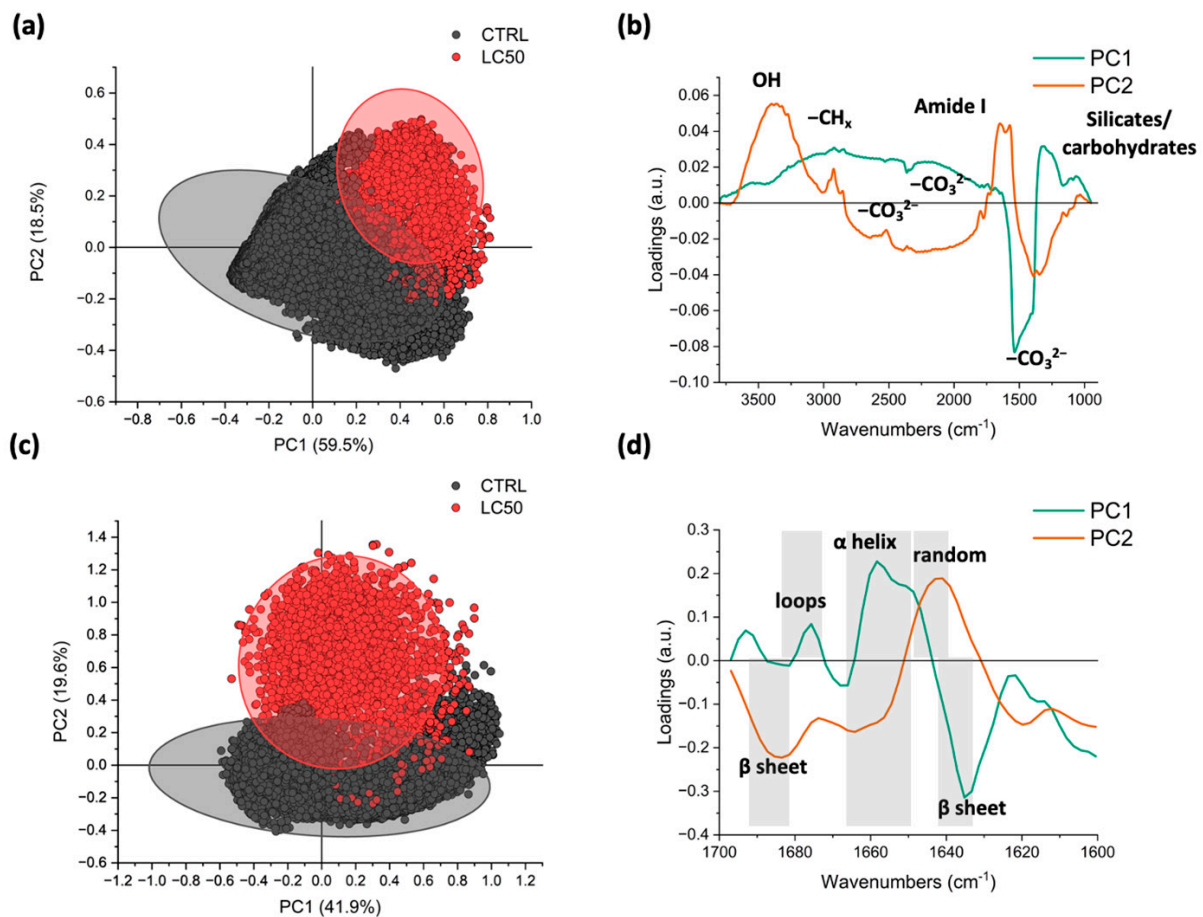 (a)
CTRL
LC50
PC2 (18.5%)
0.6
0.4
0.2
0.0
−0.2
−0.4
−0.6
−0.8 −0.6 −0.4 −0.2 0.0 0.2 0.4 0.6 0.8 1.0
PC1 (59.5%)
(b)
PC1
PC2
OH
−CHx
Amide I
Silicates/
carbohydrates
−CO₃²⁻
−CO₃²⁻
−CO₃²⁻
Loadings (a.u.)
0.06
0.04
0.02
0.00
−0.02
−0.04
−0.06
−0.08
−0.10
3500 3000 2500 2000 1500 1000
Wavenumbers (cm⁻¹)
(c)
CTRL
LC50
PC2 (19.6%)
1.4
1.2
1.0
0.8
0.6
0.4
0.2
0.0
−0.2
−0.4
−0.6
−1.2 −1.0 −0.8 −0.6 −0.4 −0.2 0.0 0.2 0.4 0.6 0.8 1.0 1.2
PC1 (41.9%)
(d)
PC1
PC2
α helix
random
loops
β sheet
β sheet
Loadings (a.u.)
0.3
0.2
0.1
0.0
−0.1
−0.2
−0.3
−0.4
1700 1680 1660 1640 1620 1600
Wavenumbers (cm⁻¹)